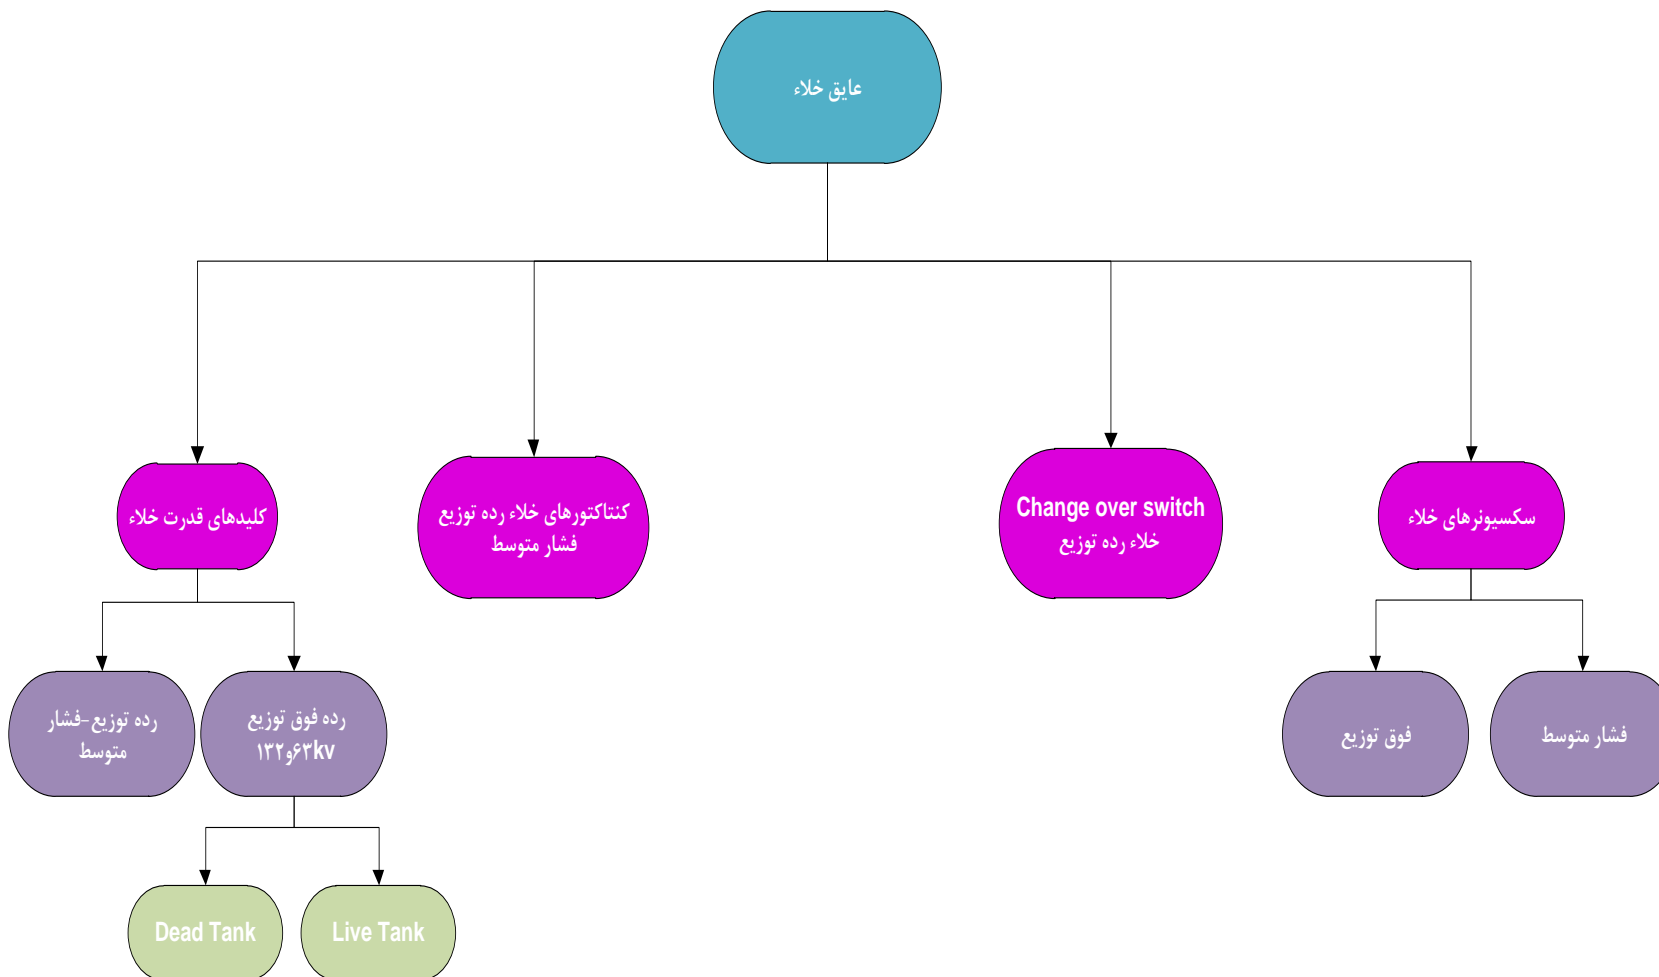 عایق خلاء
کلیدهای قدرت خلاء
کنتاکتورهای خلاء رده توزیع
فشار متوسط
Change over switch
خلاء رده توزیع
سکسیونرهای خلاء
رده توزیع-فشار
متوسط
رده فوق توزیع
۶۳و۱۳۲kv
فوق توزیع
فشار متوسط
Dead Tank
Live Tank